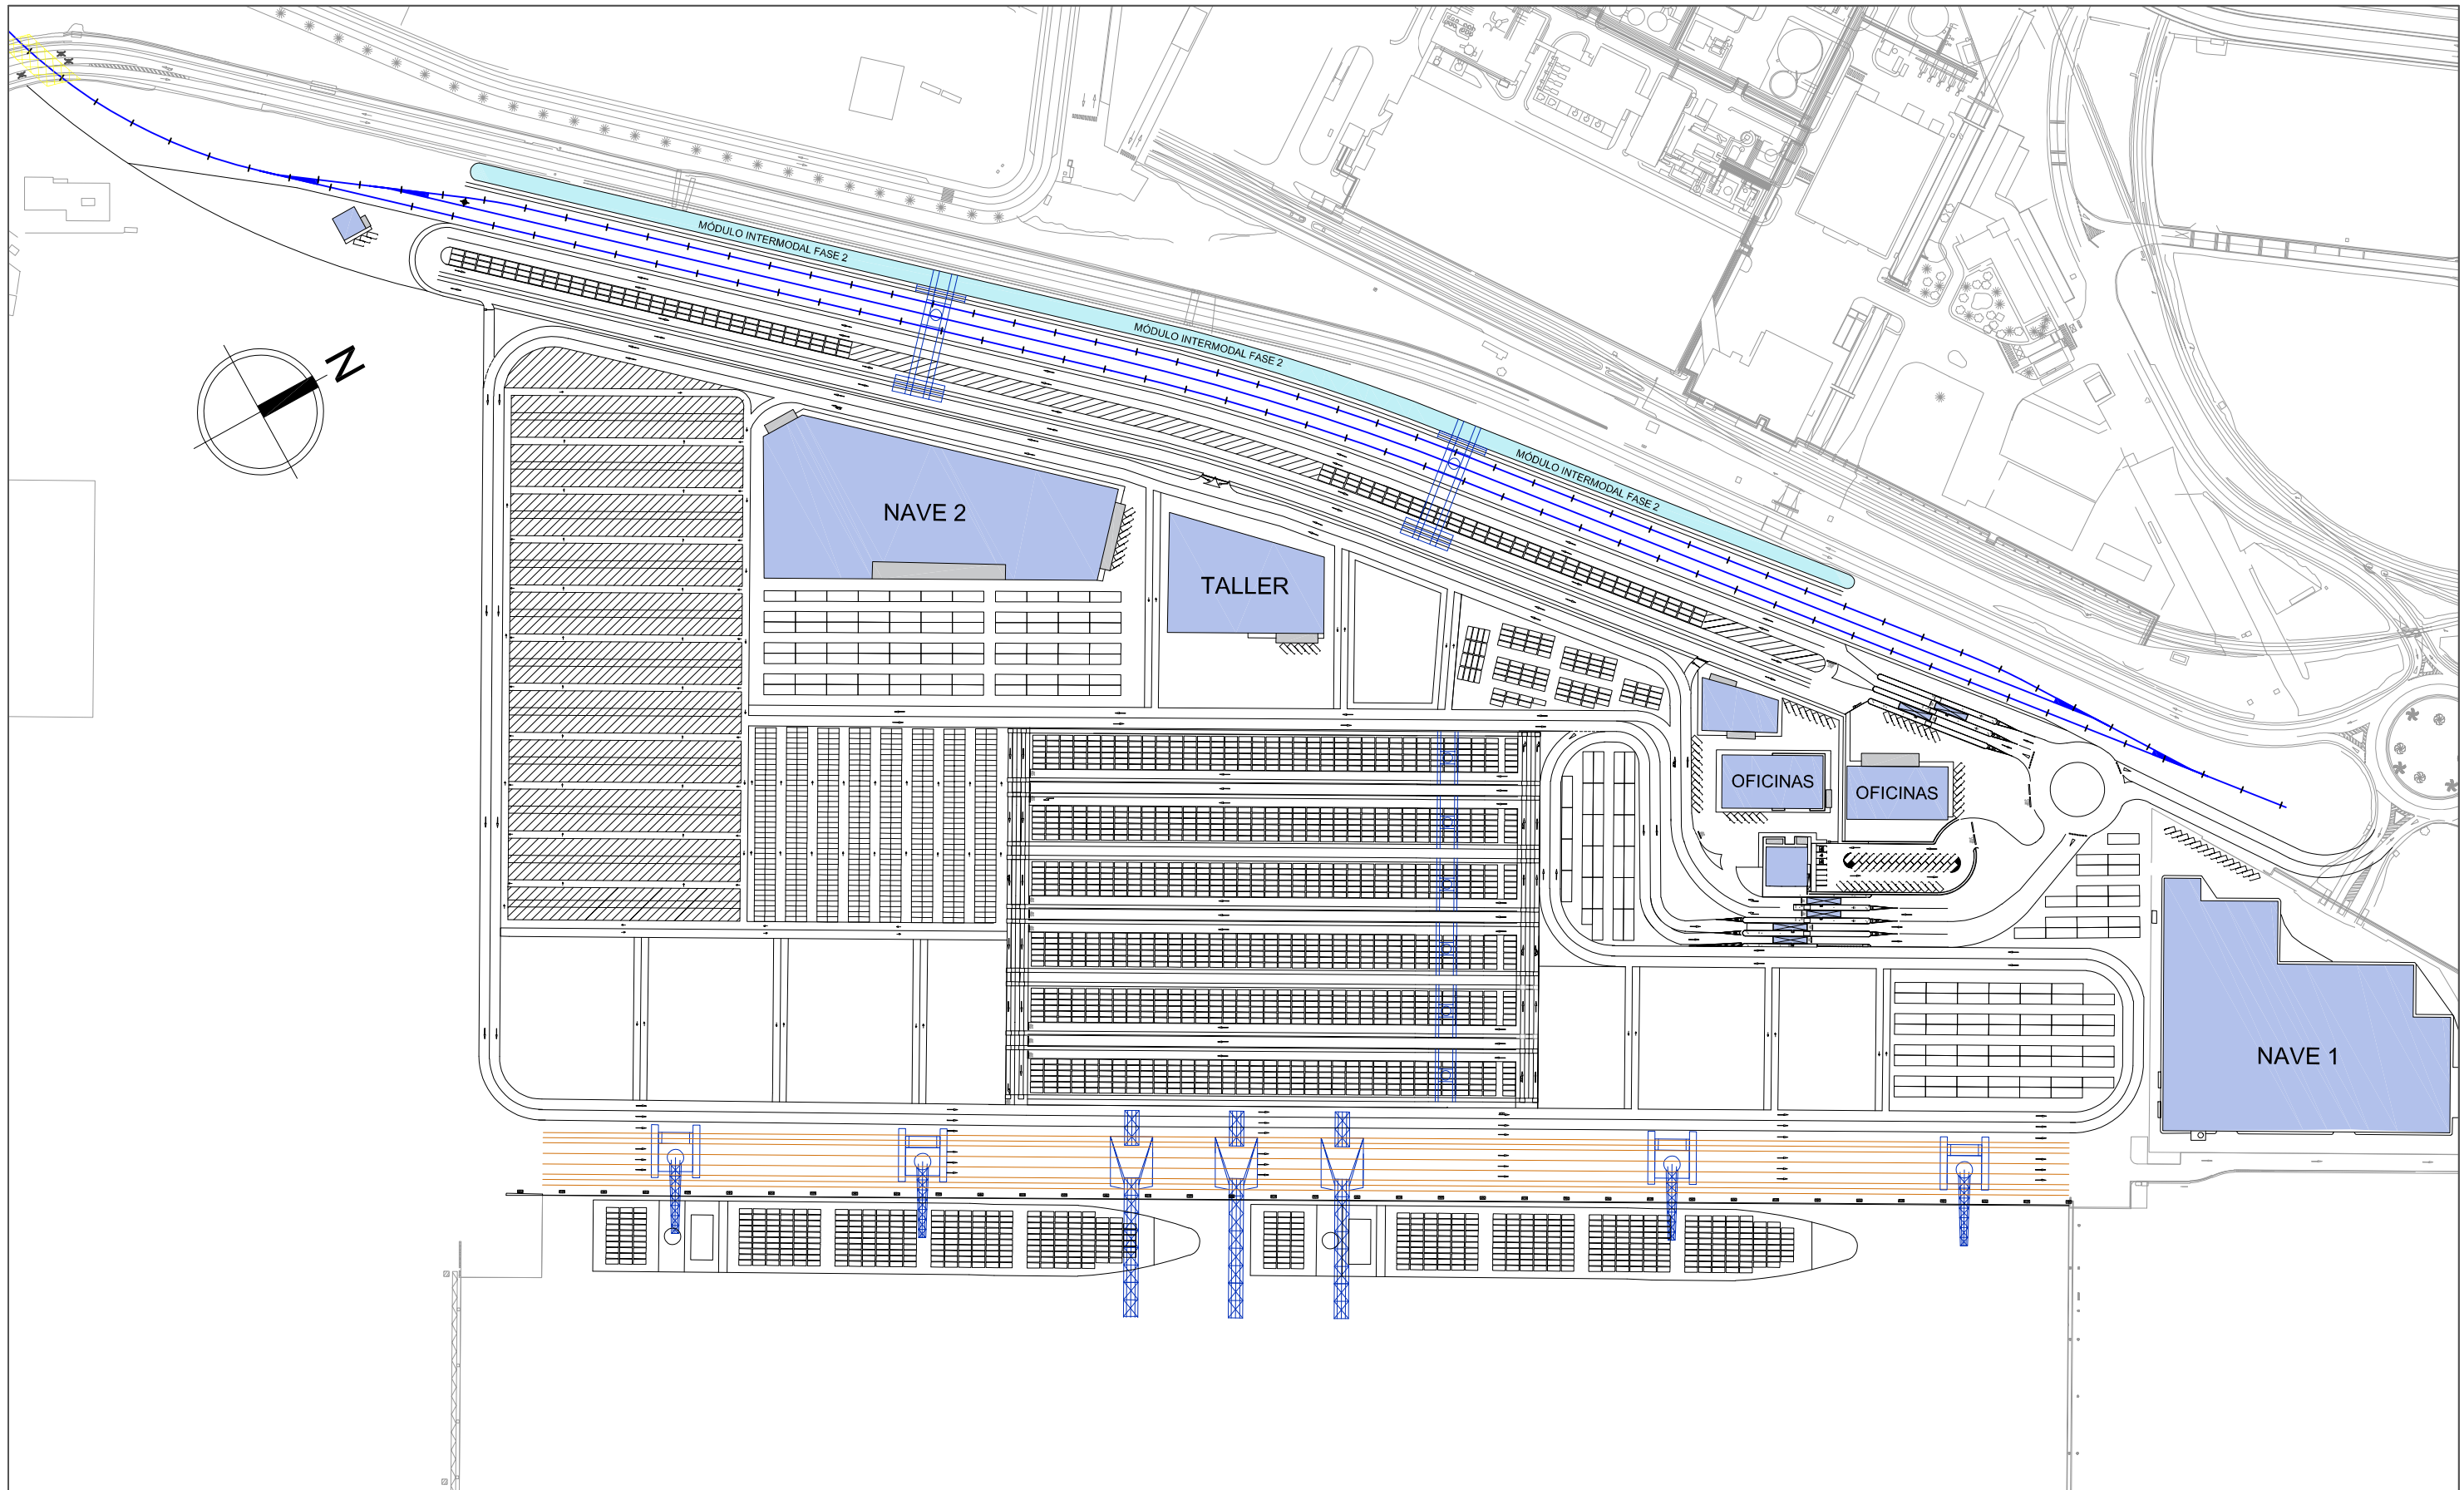 MÓDULO INTERMODAL FASE 2
MÓDULO INTERMODAL FASE 2
N
MÓDULO INTERMODAL FASE 2
NAVE 2
TALLER
OFICINAS
OFICINAS
NAVE 1